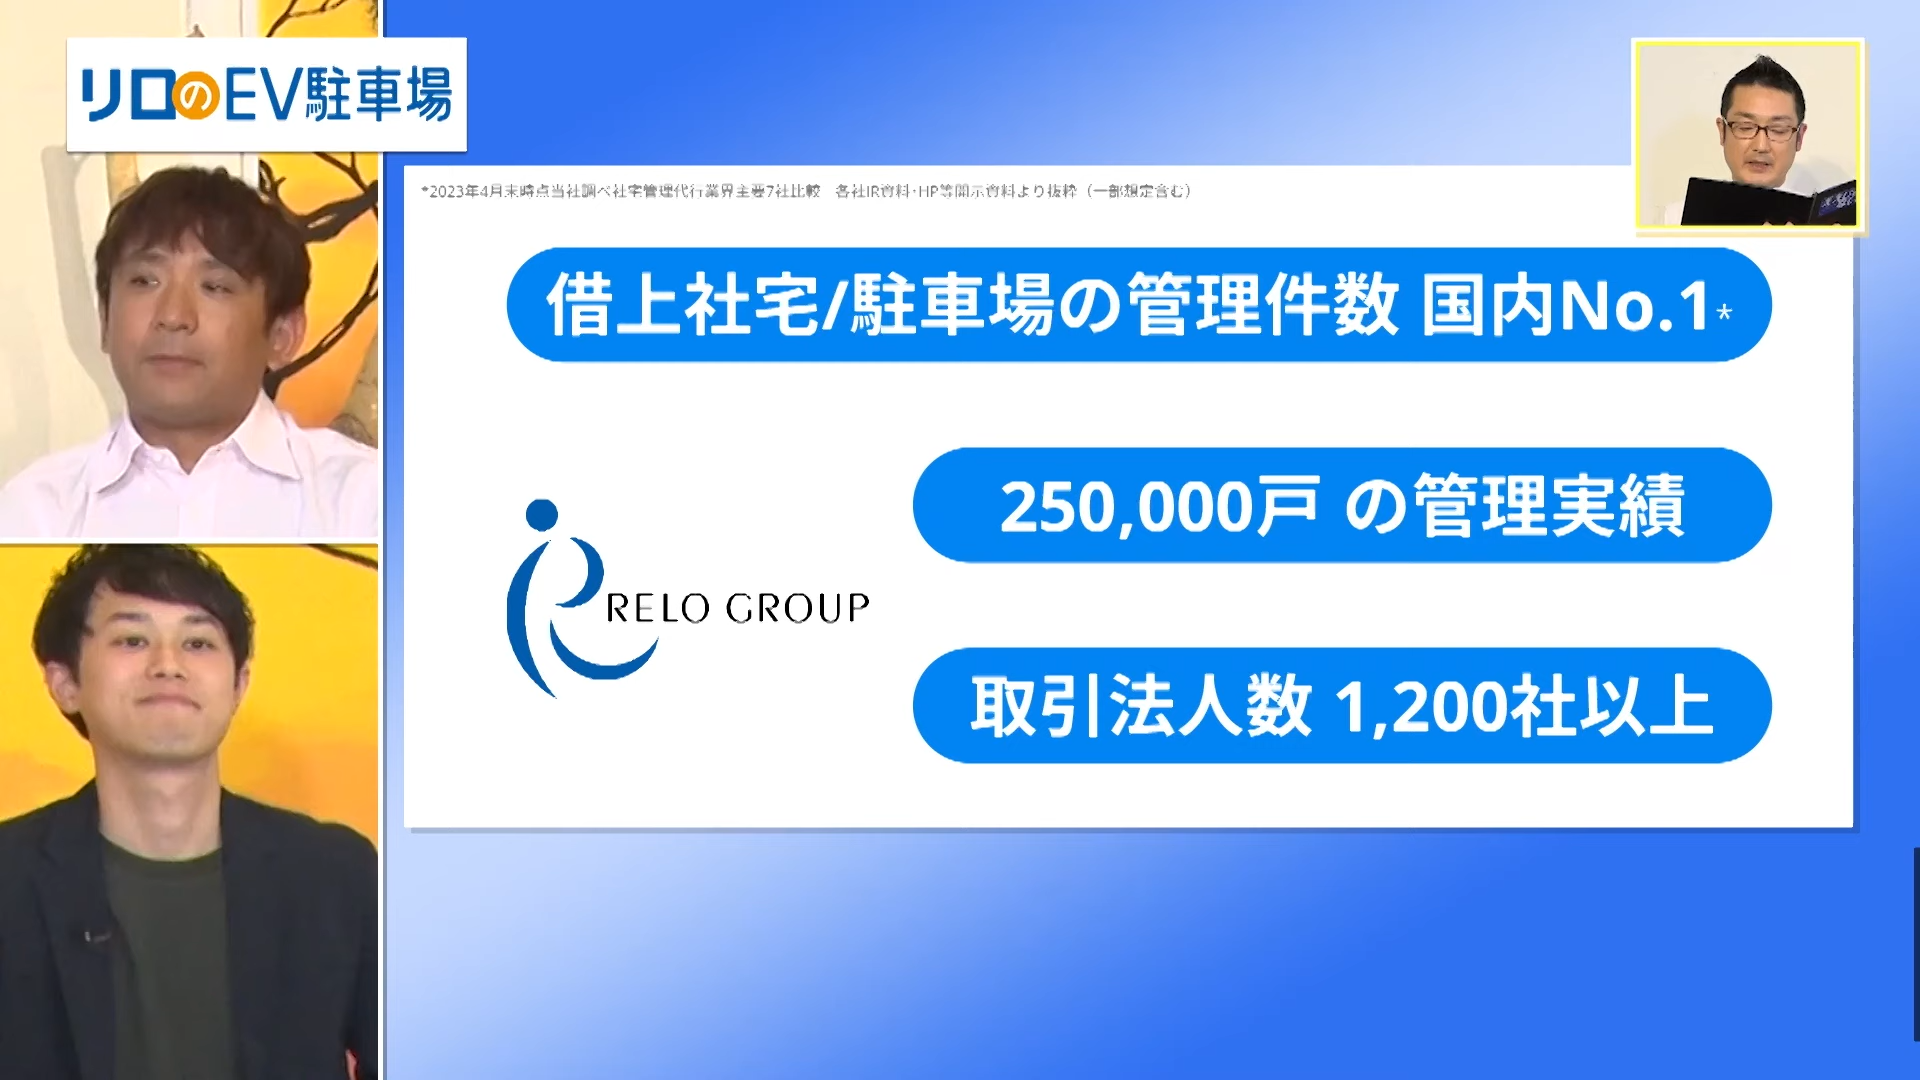 リロのEV駐車場
*2023年4月末時点当社調べ社宅管理代行業界主要7社比較　各社IR資料・HP等開示資料より抜粋（一部想定含む）
借上社宅/駐車場の管理件数 国内No.1*
250,000戸 の管理実績
RELO GROUP
取引法人数 1,200社以上